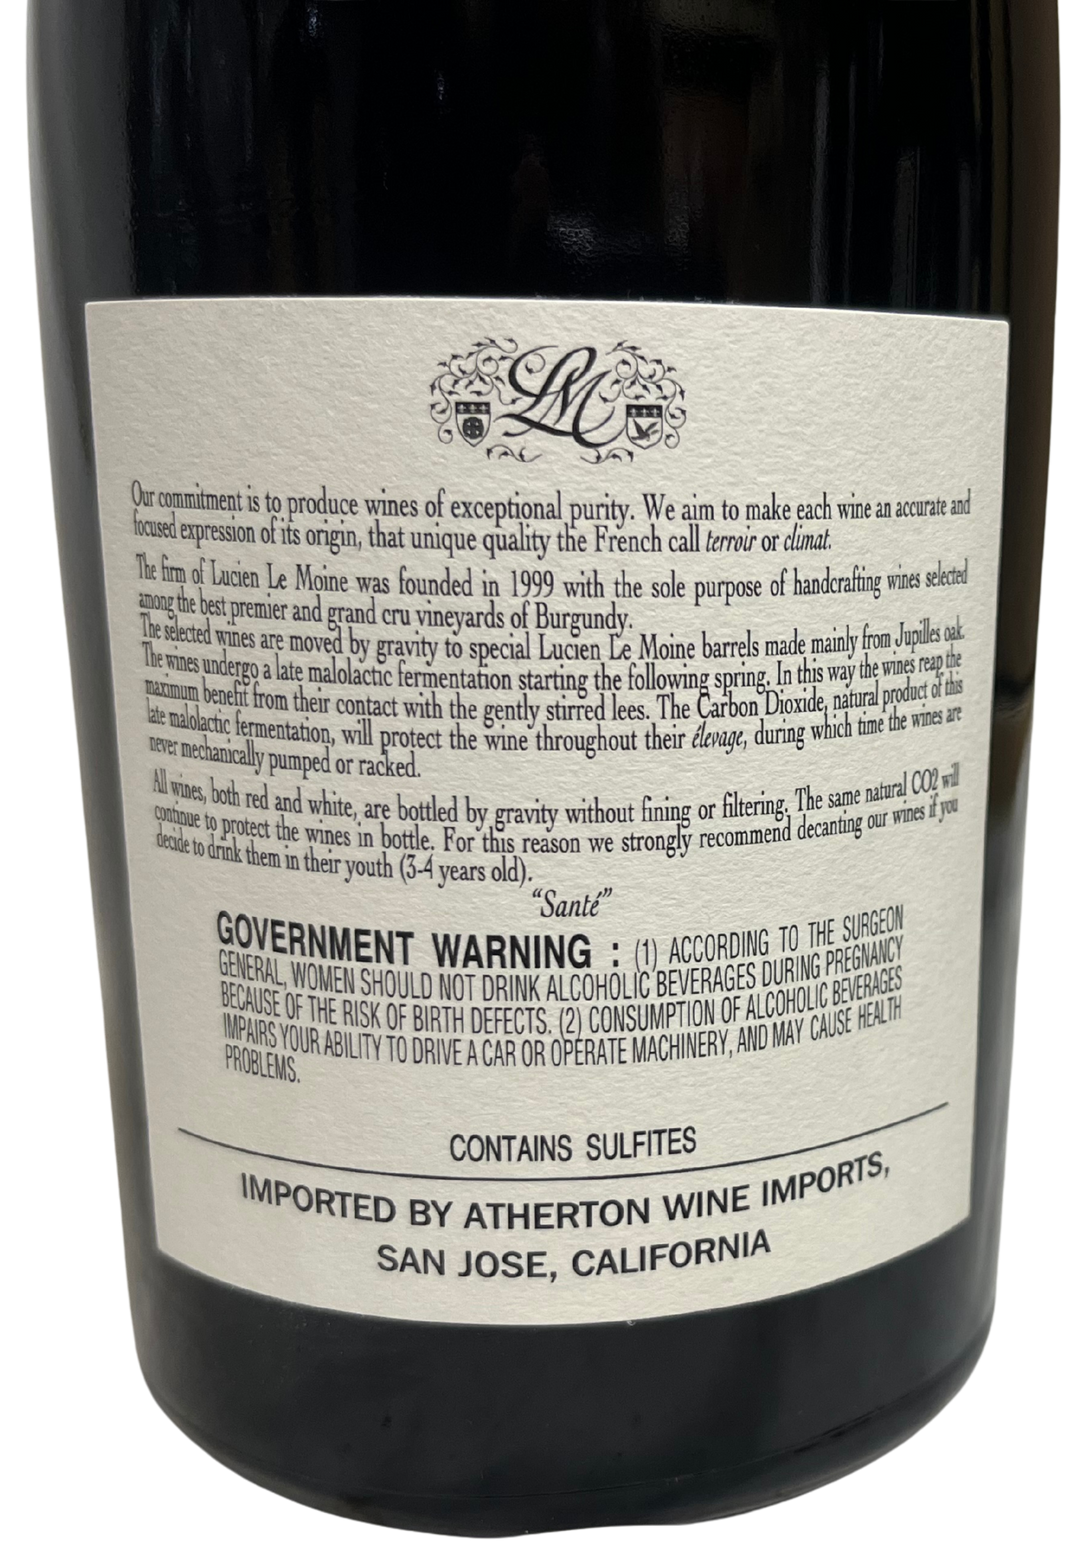 LM
Our commitment is to produce wines of exceptional purity. We aim to make each wine an accurate and
focused expression of its origin, that unique quality the French call terroir or climat.
The firm of Lucien Le Moine was founded in 1999 with the sole purpose of handcrafting wines selected
among the best premier and grand cru vineyards of Burgundy.
The selected wines are moved by gravity to special Lucien Le Moine barrels made mainly from Jupilles oak.
The wines undergo a late malolactic fermentation starting the following spring. In this way the wines reap the
maximum benefit from their contact with the gently stirred lees. The Carbon Dioxide, natural product of this
late malolactic fermentation, will protect the wine throughout their élevage, during which time the wines are
never mechanically pumped or racked.
All wines, both red and white, are bottled by gravity without fining or filtering. The same natural CO2 will
continue to protect the wines in bottle. For this reason we strongly recommend decanting our wines if you
decide to drink them in their youth (3-4 years old).
“Santé”
GOVERNMENT WARNING : (1) ACCORDING TO THE SURGEON
GENERAL, WOMEN SHOULD NOT DRINK ALCOHOLIC BEVERAGES DURING PREGNANCY
BECAUSE OF THE RISK OF BIRTH DEFECTS. (2) CONSUMPTION OF ALCOHOLIC BEVERAGES
IMPAIRS YOUR ABILITY TO DRIVE A CAR OR OPERATE MACHINERY, AND MAY CAUSE HEALTH
PROBLEMS.
CONTAINS SULFITES
IMPORTED BY ATHERTON WINE IMPORTS,
SAN JOSE, CALIFORNIA